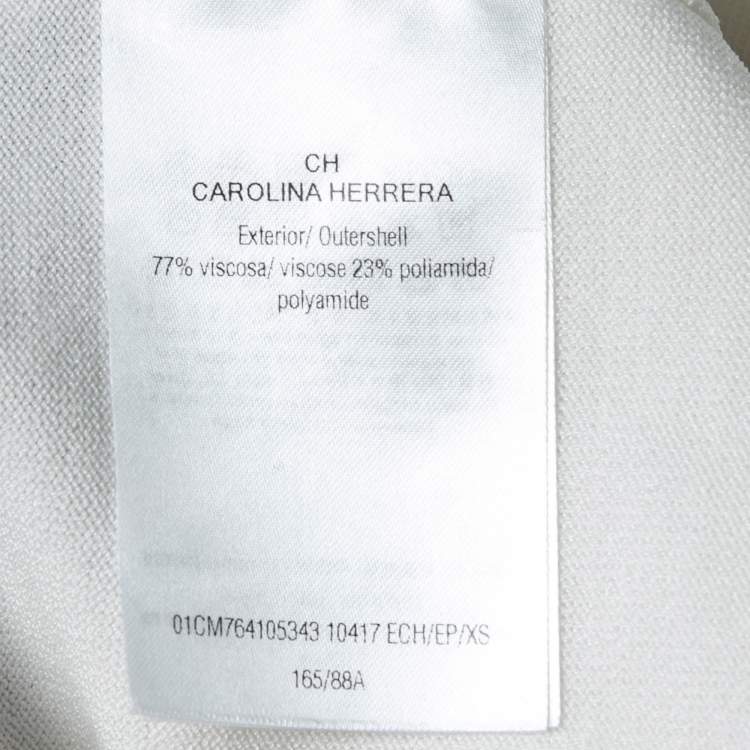 CH
CAROLINA HERRERA
Exterior/ Outershell
77% viscosa/ viscose 23% poliamida/
polyamide
01CM764105343 10417 ECH/EP/XS
165/88A